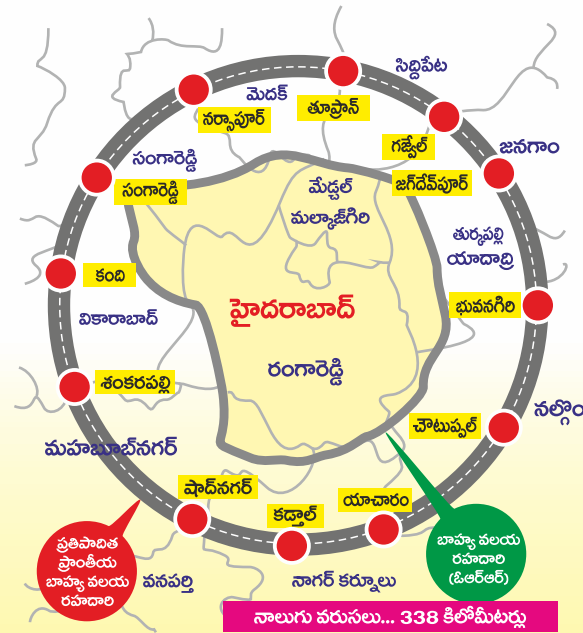 సిద్దిపేట
మెదక్
తూప్రాన్
నర్సాపూర్
గజ్వేల్
జనగాం
సంగారెడ్డి
సంగారెడ్డి
మేడ్చల్
మల్కాజ్‌గిరి
జగ్‌దేవ్‌పూర్
తుర్కపల్లి
యాదాద్రి
కంది
వికారాబాద్
హైదరాబాద్
భువనగిరి
రంగారెడ్డి
శంకరపల్లి
నల్గొం
చౌటుప్పల్
మహబూబ్‌నగర్
షాద్‌నగర్
కడ్తాల్
యాచారం
ప్రతిపాదిత
ప్రాంతీయ
బాహ్య వలయ
రహదారి
బాహ్య వలయ
రహదారి
(ఓఆర్ఆర్)
వనపర్తి
నాగర్ కర్నూలు
నాలుగు వరుసలు... 338 కిలోమీటర్లు